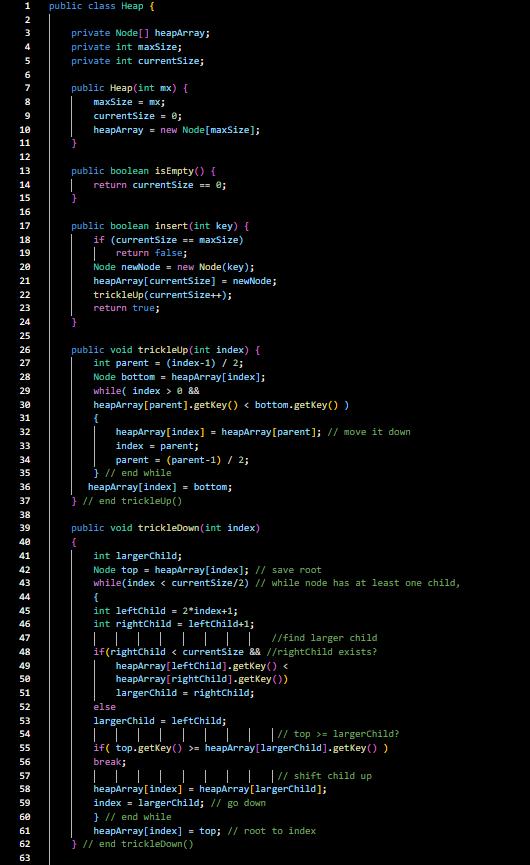 1 public class Heap {
2
3 private Node[] heapArray;
4 private int maxSize;
5 private int currentSize;
6
7 public Heap(int mx) {
8 maxSize = mx;
9 currentSize = 0;
10 heapArray = new Node[maxSize];
11 }
12
13 public boolean isEmpty() {
14 return currentSize == 0;
15 }
16
17 public boolean insert(int key) {
18 if (currentSize == maxSize)
19 return false;
20 Node newNode = new Node(key);
21 heapArray[currentSize] = newNode;
22 trickleUp(currentSize++);
23 return true;
24 }
25
26 public void trickleUp(int index) {
27 int parent = (index-1) / 2;
28 Node bottom = heapArray[index];
29 while( index > 0 &&
30 heapArray[parent].getKey() < bottom.getKey() )
31 {
32 heapArray[index] = heapArray[parent]; // move it down
33 index = parent;
34 parent = (parent-1) / 2;
35 } // end while
36 heapArray[index] = bottom;
37 } // end trickleUp()
38
39 public void trickleDown(int index)
40 {
41 int largerChild;
42 Node top = heapArray[index]; // save root
43 while(index < currentSize/2) // while node has at least one child,
44 {
45 int leftChild = 2*index+1;
46 int rightChild = leftChild+1;
47 //find larger child
48 if(rightChild < currentSize && //rightChild exists?
49 heapArray[leftChild].getKey() <
50 heapArray[rightChild].getKey())
51 largerChild = rightChild;
52 else
53 largerChild = leftChild;
54 // top >= largerChild?
55 if( top.getKey() >= heapArray[largerChild].getKey() )
56 break;
57 // shift child up
58 heapArray[index] = heapArray[largerChild];
59 index = largerChild; // go down
60 } // end while
61 heapArray[index] = top; // root to index
62 } // end trickleDown()
63